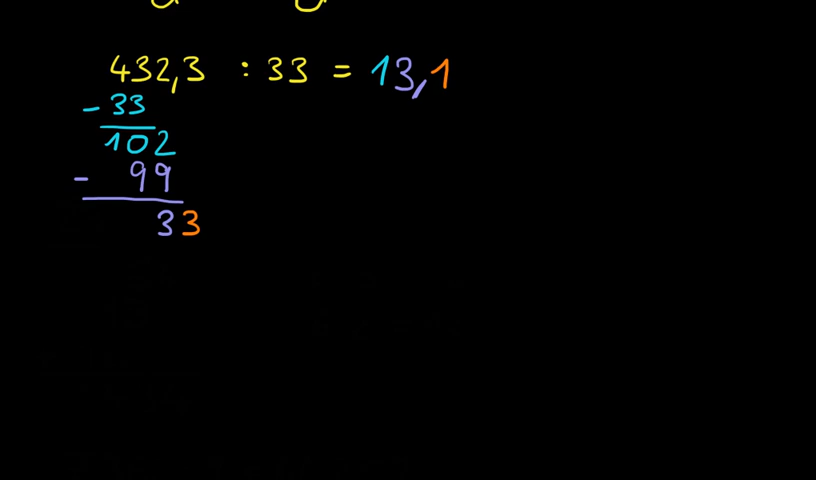 432,3 : 33 = 13,1
- 33
102
- 99
33